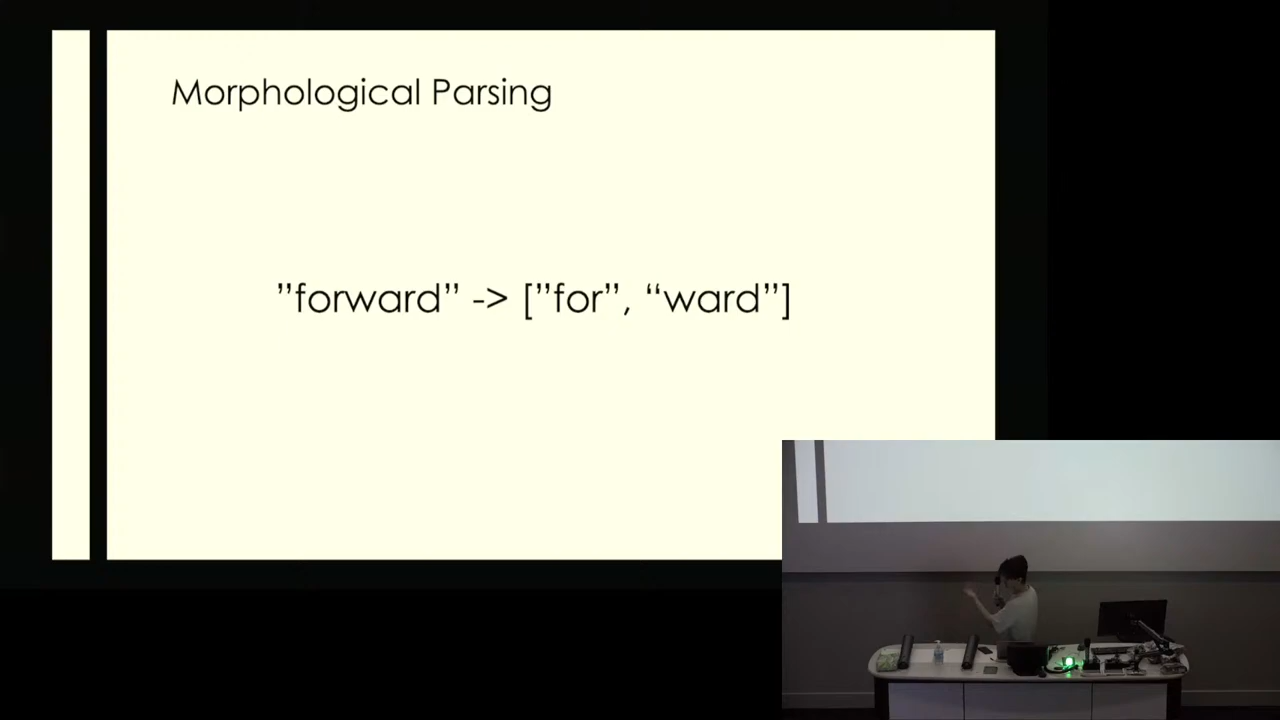 Morphological Parsing
”forward” -> [”for”, “ward”]